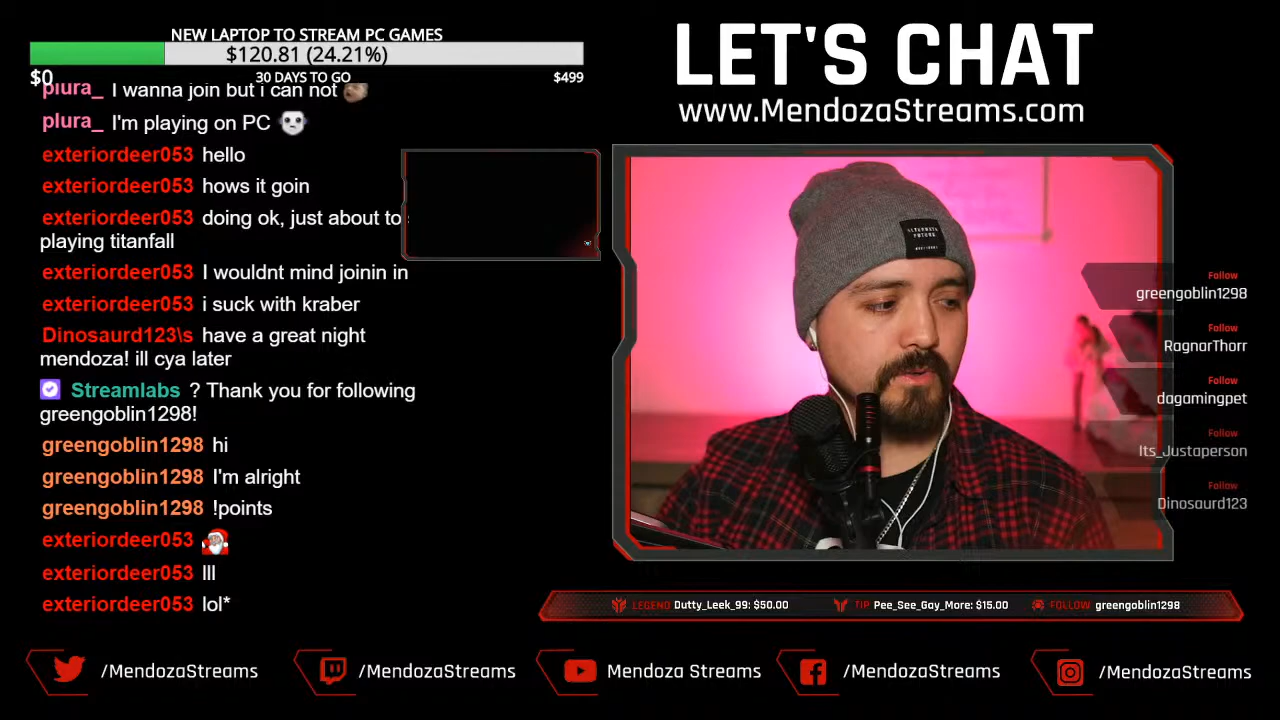 NEW LAPTOP TO STREAM PC GAMES
$120.81 (24.21%)
$0
30 DAYS TO GO
$499
plura_ I wanna join but i can not
plura_ I'm playing on PC
exteriordeer053 hello
exteriordeer053 hows it goin
exteriordeer053 doing ok, just about to
playing titanfall
exteriordeer053 I wouldnt mind joinin in
exteriordeer053 i suck with kraber
Dinosaurd123\s have a great night
mendoza! ill cya later
Streamlabs ? Thank you for following
greengoblin1298!
greengoblin1298 hi
greengoblin1298 I'm alright
greengoblin1298 !points
exteriordeer053
exteriordeer053 lll
exteriordeer053 lol*
LET'S CHAT
www.MendozaStreams.com
ALTERNATE
FUTURE
Follow
greengoblin1298
Follow
RagnarThorr
Follow
dagamingpet
Follow
Its_Justaperson
Follow
Dinosaurd123
LEGEND Dutty_Leek_99: $50.00
TIP Pee_See_Gay_More: $15.00
FOLLOW greengoblin1298
/MendozaStreams
/MendozaStreams
Mendoza Streams
/MendozaStreams
/MendozaStreams